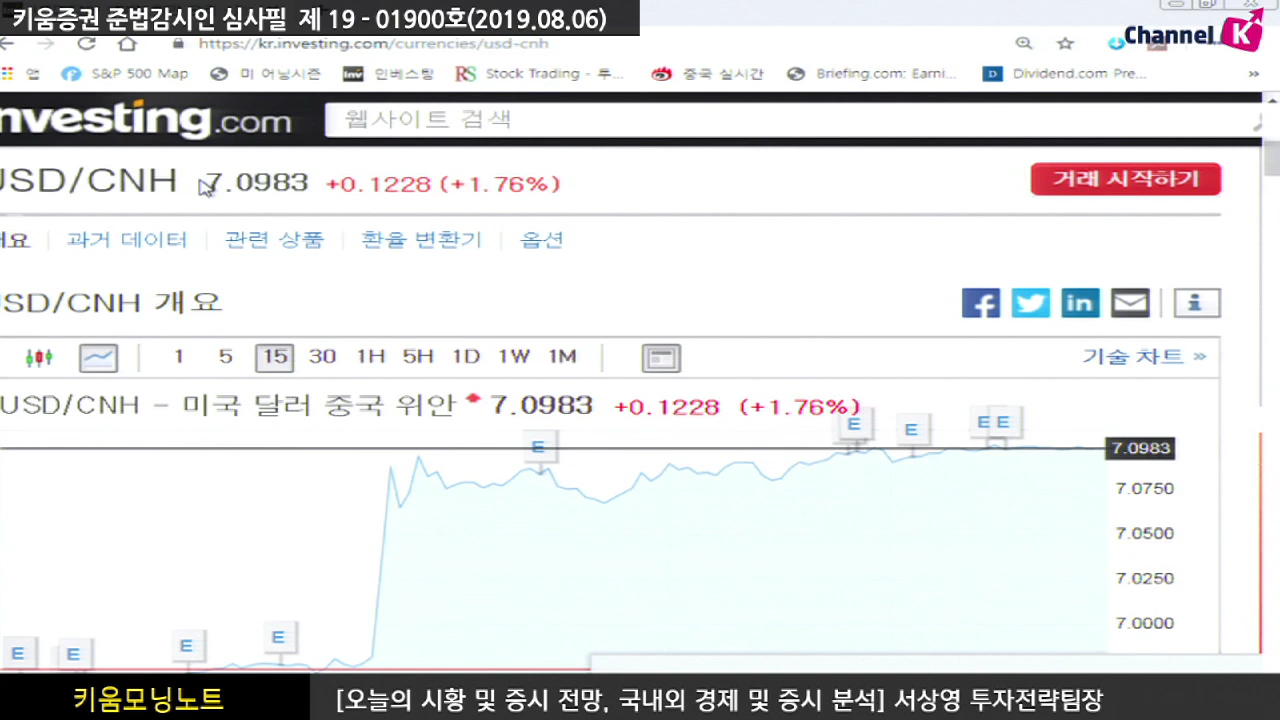 키움증권 준법감시인 심사필 제 19 - 01900호(2019.08.06)
Channel K
https://kr.investing.com/currencies/usd-cnh
앱 S&P 500 Map 미 어닝시즌 Inv 인베스팅 RS Stock Trading - 투... 중국 실시간 Briefing.com: Earni... D Dividend.com Pre... »
nvesting.com 웹사이트 검색
USD/CNH 7.0983 +0.1228 (+1.76%) 거래 시작하기
개요 과거 데이터 관련 상품 환율 변환기 옵션
USD/CNH 개요
1 5 15 30 1H 5H 1D 1W 1M 기술 차트 »
USD/CNH - 미국 달러 중국 위안 7.0983 +0.1228 (+1.76%)
E E E E E
7.0983
7.0750
7.0500
7.0250
7.0000
E E E E
키움모닝노트 [오늘의 시황 및 증시 전망, 국내외 경제 및 증시 분석] 서상영 투자전략팀장